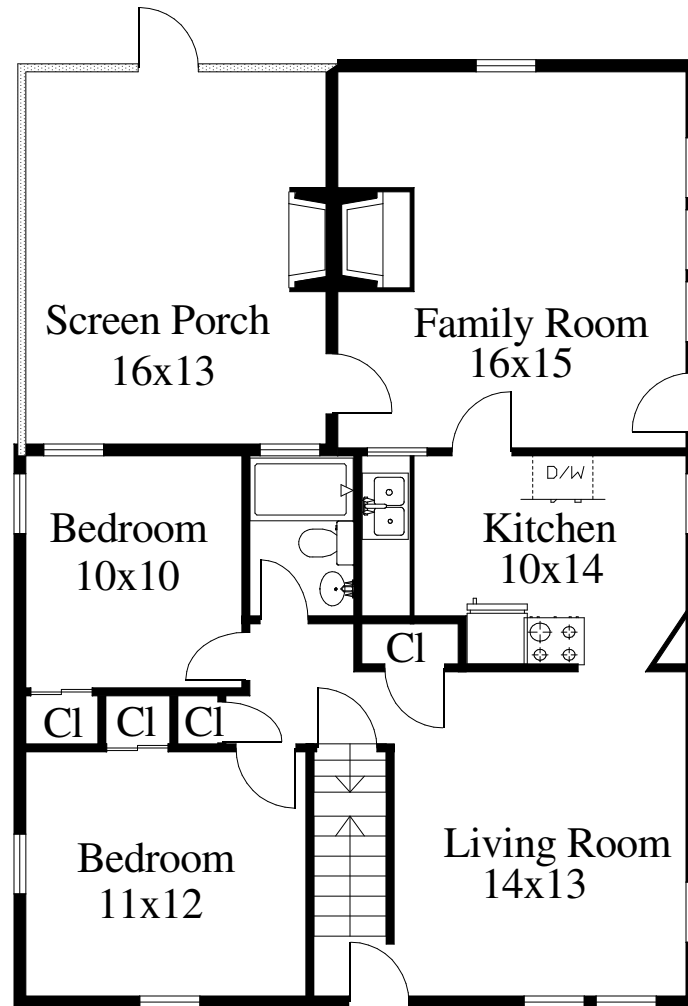 Screen Porch
16x13
Family Room
16x15
Bedroom
10x10
D/W
Kitchen
10x14
Cl
Cl
Cl
Cl
Bedroom
11x12
Living Room
14x13